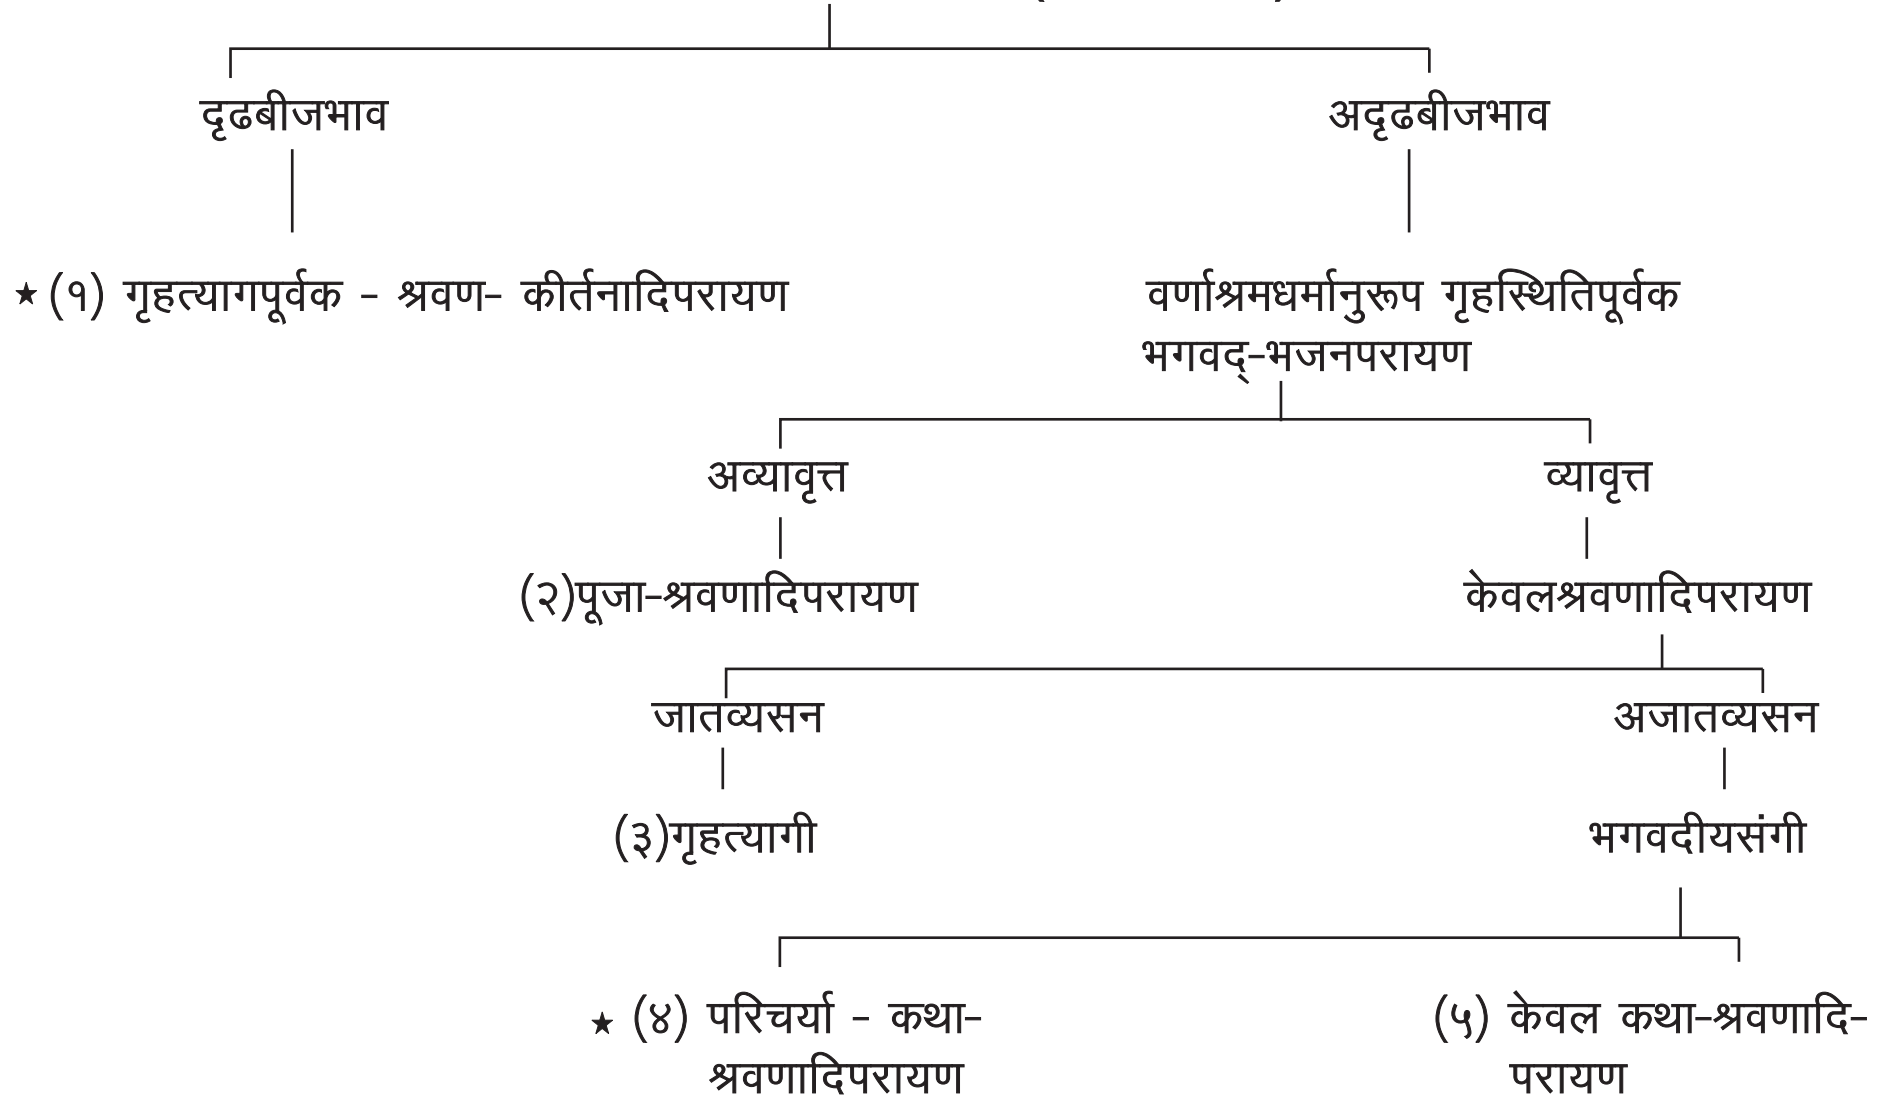 दृढबीजभाव
अदृढबीजभाव
★ (१) गृहत्यागपूर्वक - श्रवण- कीर्तनादिपरायण
वर्णाश्रमधर्मानुरूप गृहस्थितिपूर्वक
भगवद्-भजनपरायण
अव्यावृत्त
व्यावृत्त
(२)पूजा-श्रवणादिपरायण
केवलश्रवणादिपरायण
जातव्यसन
अजातव्यसन
(३)गृहत्यागी
भगवदीयसंगी
★ (४) परिचर्या - कथा-
श्रवणादिपरायण
(५) केवल कथा-श्रवणादि-
परायण